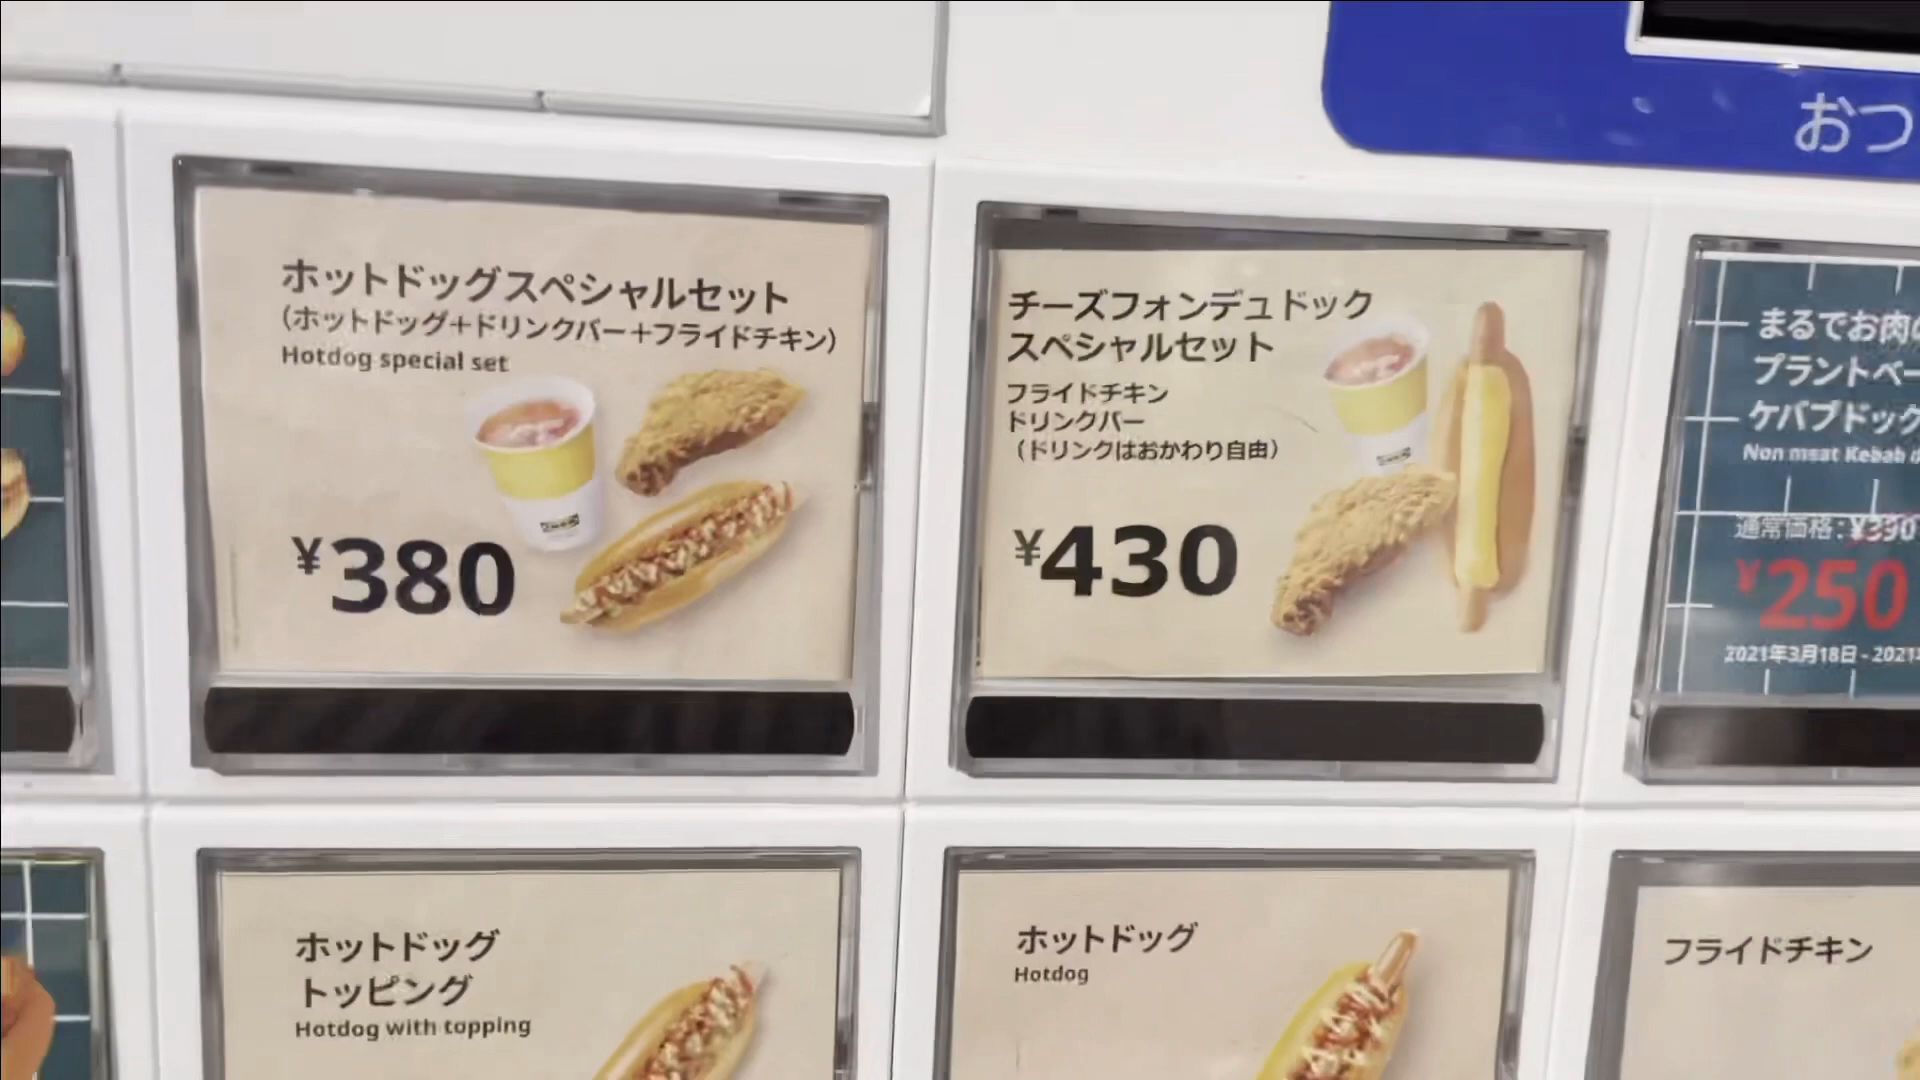 おつ
ホットドッグスペシャルセット
(ホットドッグ+ドリンクバー+フライドチキン)
Hotdog special set
¥380
チーズフォンデュドック
スペシャルセット
フライドチキン
ドリンクバー
(ドリンクはおかわり自由)
¥430
まるでお肉
プラントベー
ケバブドック
Non meat Kebab
通常価格:¥390
¥250
2021年3月18日 - 2021
ホットドッグ
トッピング
Hotdog with topping
ホットドッグ
Hotdog
フライドチキン